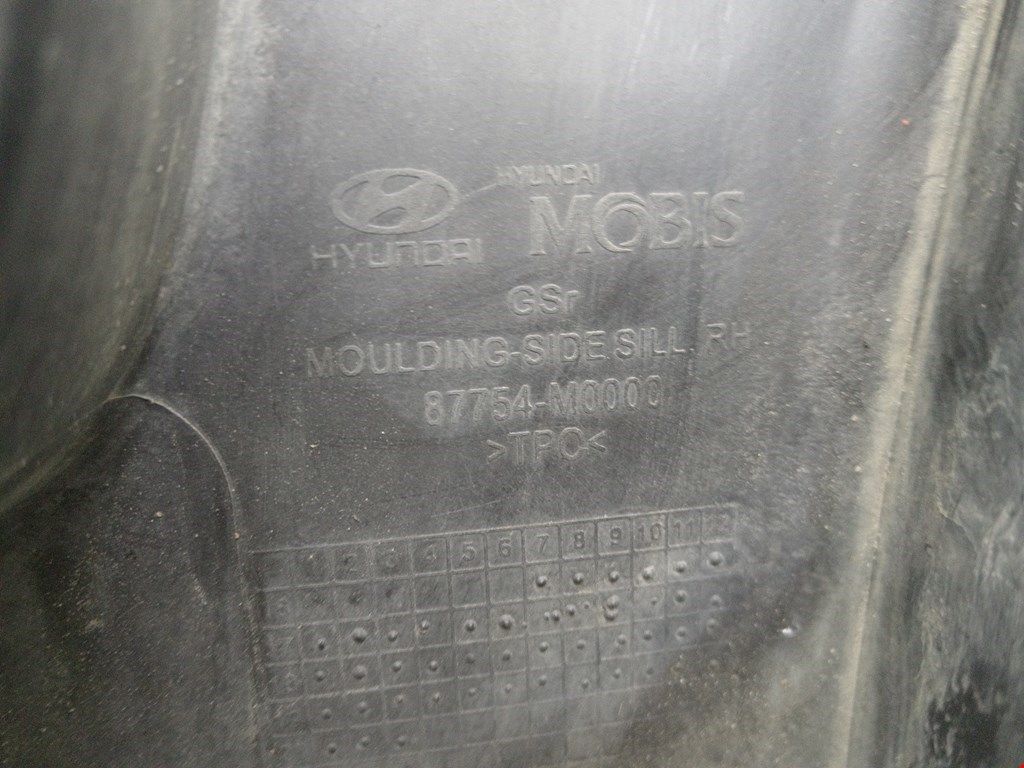 HYUNDAI
HYUNDAI
MOBIS
GSr
MOULDING-SIDE SILL, RH
87754-M0000
>TPO<
1 2 3 4 5 6 7 8 9 10 11 12